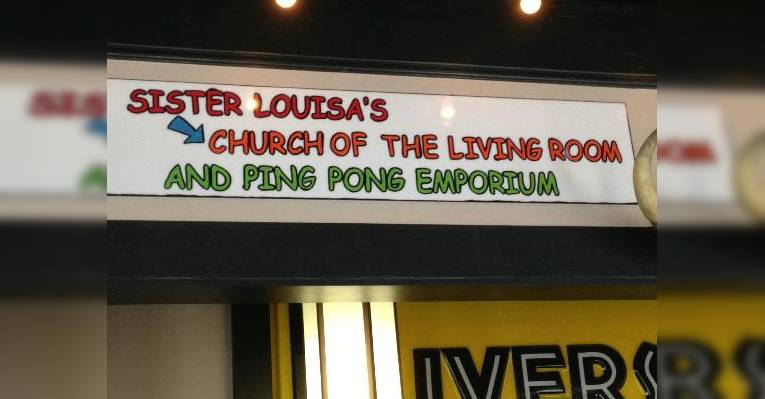 SISTER LOUISA'S
CHURCH OF THE LIVING ROOM
AND PING PONG EMPORIUM
IVERS